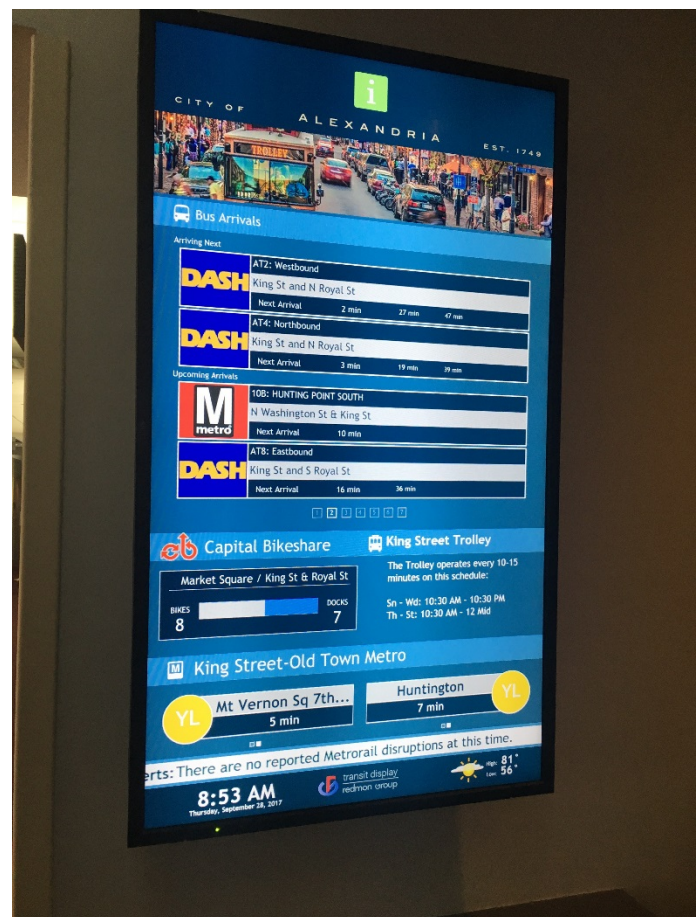 i
CITY OF ALEXANDRIA EST. 1749
TROLLEY
Bus Arrivals
Arriving Next
DASH
AT2: Westbound
King St and N Royal St
Next Arrival 2 min 27 min 47 min
DASH
AT4: Northbound
King St and N Royal St
Next Arrival 3 min 19 min 39 min
Upcoming Arrivals
M
metro
10B: HUNTING POINT SOUTH
N Washington St & King St
Next Arrival 10 min
DASH
AT8: Eastbound
King St and S Royal St
Next Arrival 16 min 36 min
1 2 3 4 5 6 7
cb Capital Bikeshare
Market Square / King St & Royal St
BIKES DOCKS
8 7
King Street Trolley
The Trolley operates every 10-15
minutes on this schedule:
Sn - Wd: 10:30 AM - 10:30 PM
Th - St: 10:30 AM - 12 Mid
M King Street-Old Town Metro
YL
Mt Vernon Sq 7th...
5 min
Huntington
7 min
YL
erts: There are no reported Metrorail disruptions at this time.
8:53 AM
Thursday, September 28, 2017
transit display
redmon group
High: 81°
Low: 56°